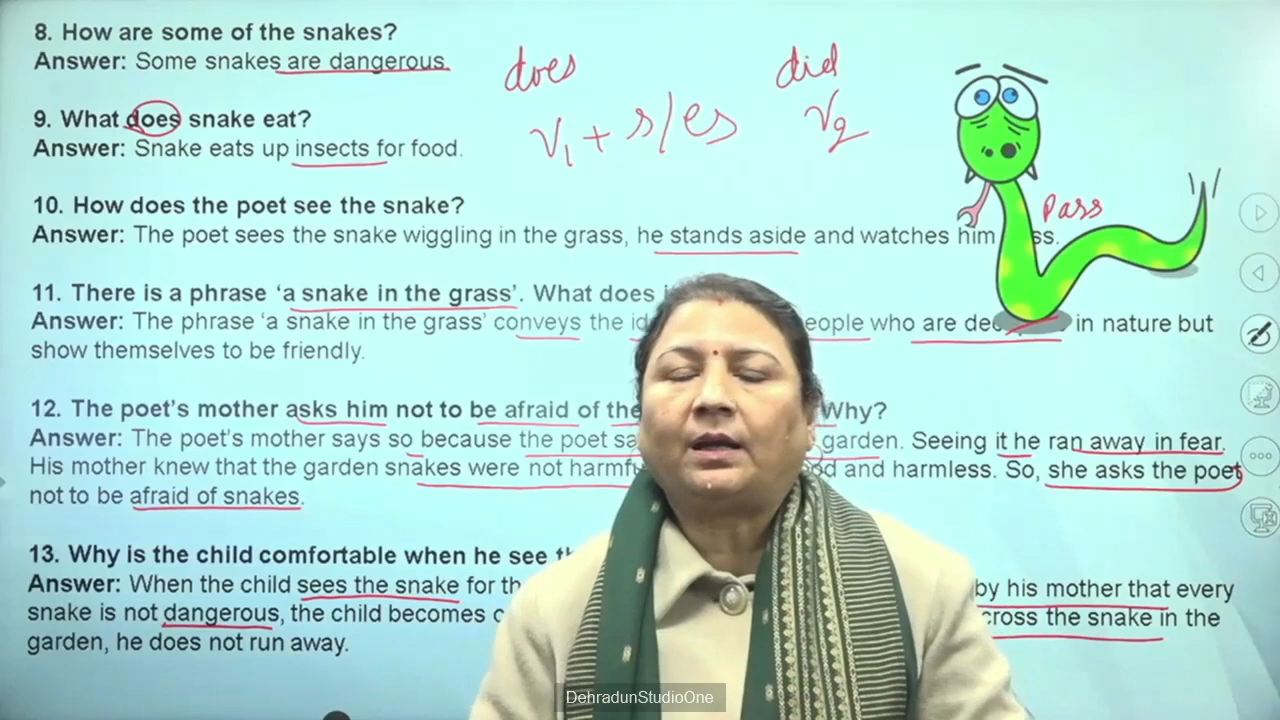 8. How are some of the snakes?
Answer: Some snakes are dangerous.
does
did
9. What does snake eat?
V1 + s/es
V2
Answer: Snake eats up insects for food.
10. How does the poet see the snake?
Pass
Answer: The poet sees the snake wiggling in the grass, he stands aside and watches him
11. There is a phrase ‘a snake in the grass’. What does
Answer: The phrase ‘a snake in the grass’ conveys the who are in nature but
show themselves to be friendly.
12. The poet’s mother asks him not to be afraid of Why?
Answer: The poet’s mother says so because the poet garden. Seeing it he ran away in fear.
His mother knew that the garden snakes were not and harmless. So, she asks the poet
not to be afraid of snakes.
13. Why is the child comfortable when he see
Answer: When the child sees the snake for by his mother that every
snake is not dangerous, the child becomes the snake in the
garden, he does not run away.
DehradunStudioOne